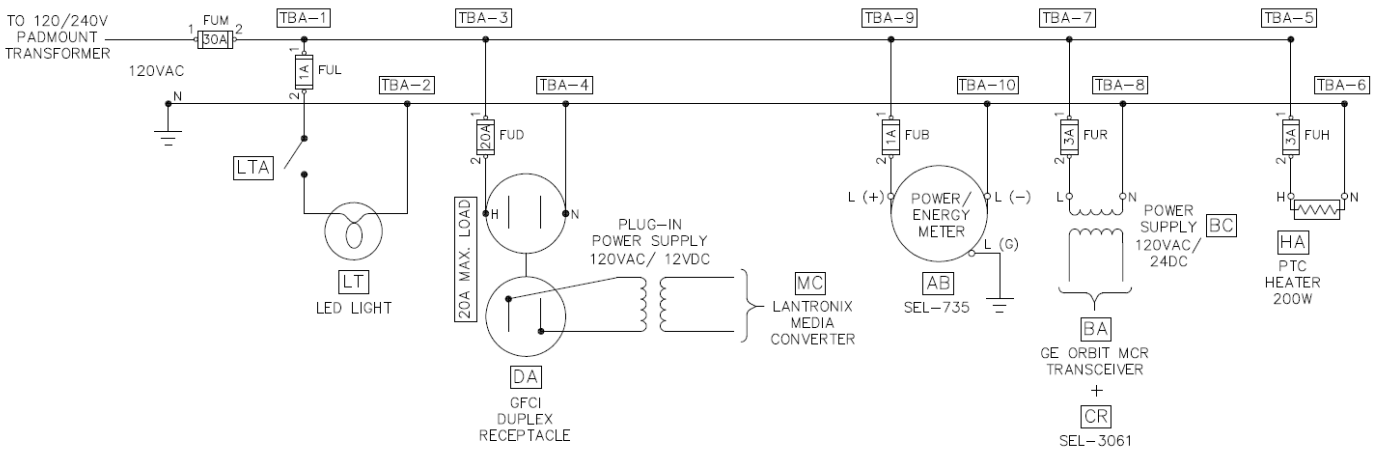 TO 120/240V
PADMOUNT
TRANSFORMER
FUM
1
30A
2
TBA-1
TBA-3
TBA-9
TBA-7
TBA-5
120VAC
N
1
1A
2
FUL
TBA-2
TBA-4
TBA-10
TBA-8
TBA-6
1
20A
2
FUD
1
1A
2
FUB
1
3A
2
FUR
1
3A
2
FUH
LTA
LT
LED LIGHT
20A MAX. LOAD
H
N
DA
GFCI
DUPLEX
RECEPTACLE
PLUG-IN
POWER SUPPLY
120VAC/ 12VDC
MC
LANTRONIX
MEDIA
CONVERTER
L (+)
POWER/
ENERGY
METER
L (-)
L (G)
AB
SEL-735
L
N
POWER
SUPPLY
120VAC/
24DC
BC
BA
GE ORBIT MCR
TRANSCEIVER
+
CR
SEL-3061
H
N
HA
PTC
HEATER
200W